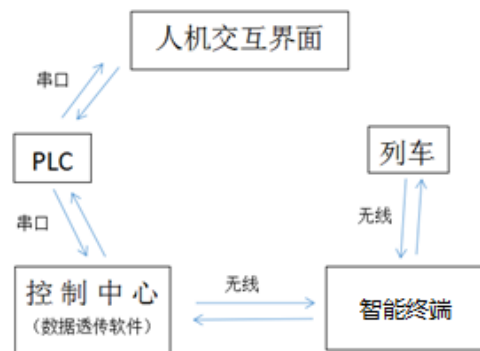 人机交互界面
串口
PLC
列车
串口
无线
控制中心
（数据透传软件）
无线
智能终端